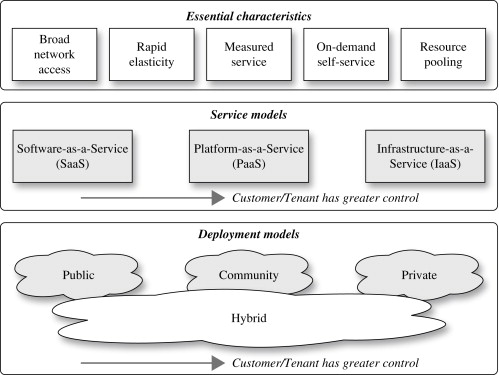 Essential characteristics
Broad
network
access
Rapid
elasticity
Measured
service
On-demand
self-service
Resource
pooling
Service models
Software-as-a-Service
(SaaS)
Platform-as-a-Service
(PaaS)
Infrastructure-as-a-
Service (IaaS)
Customer/Tenant has greater control
Deployment models
Public
Community
Private
Hybrid
Customer/Tenant has greater control